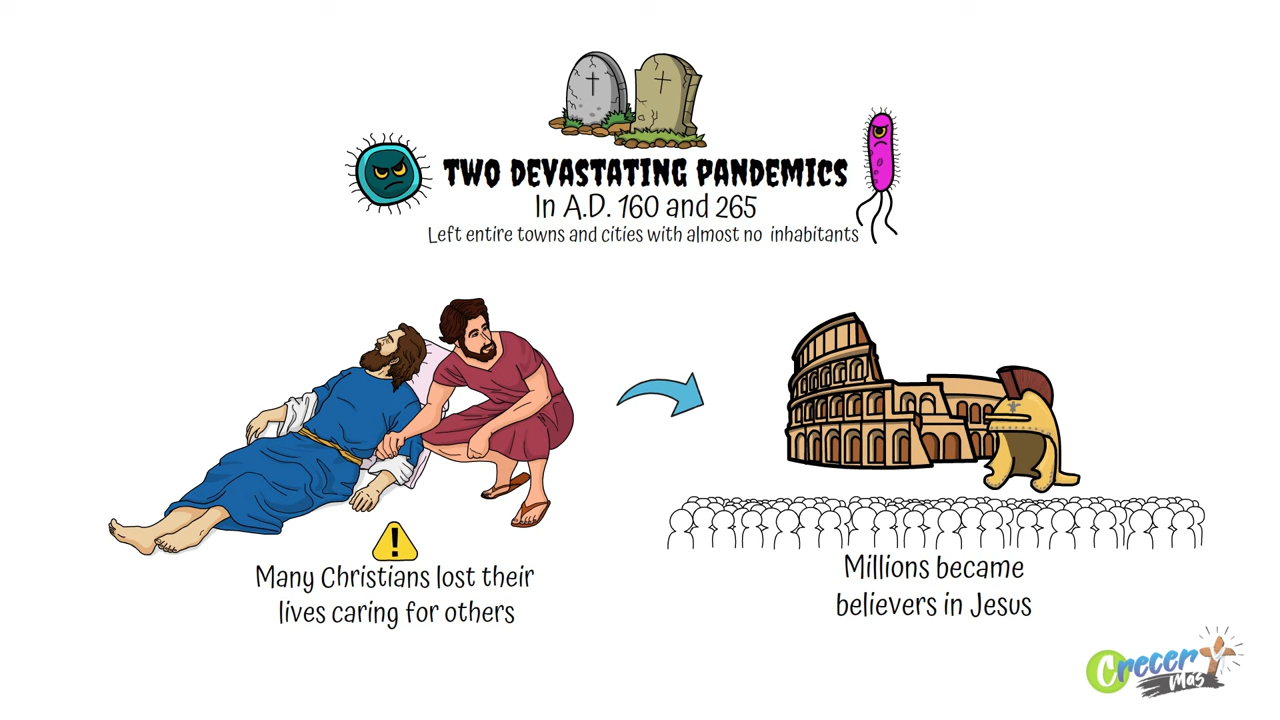 TWO DEVASTATING PANDEMICS
In A.D. 160 and 265
Left entire towns and cities with almost no inhabitants
Many Christians lost their
lives caring for others
Millions became
believers in Jesus
Crecer
Más